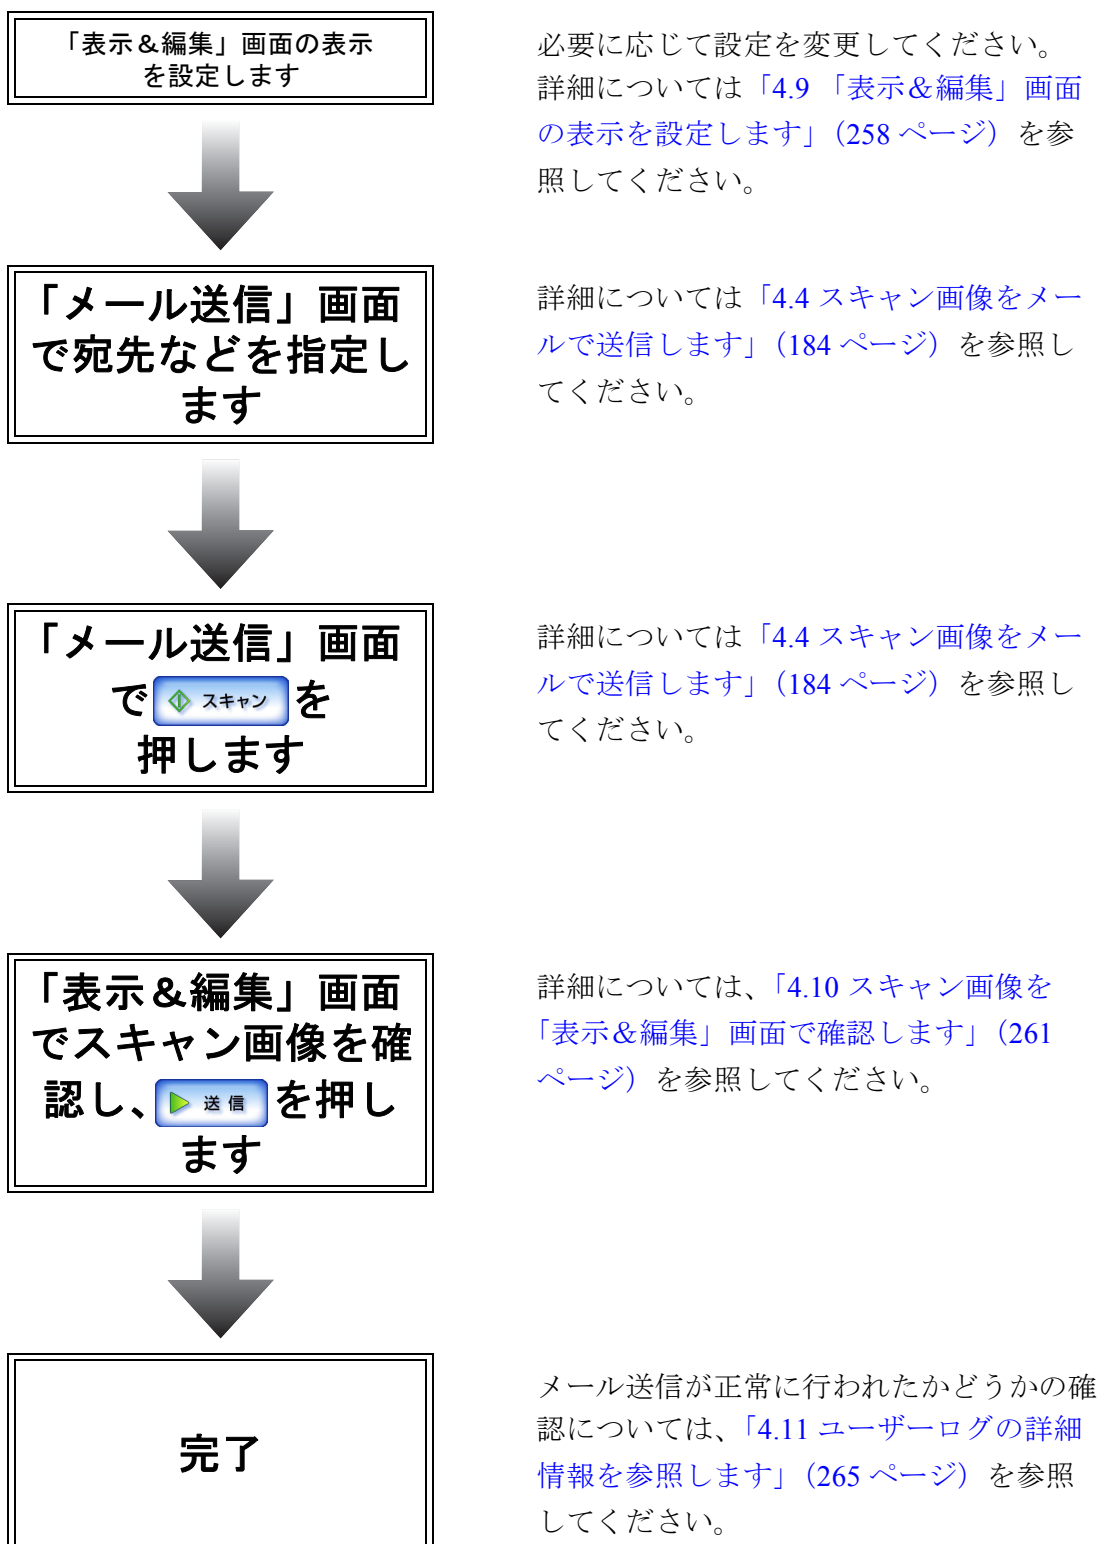 「表示＆編集」画面の表示
を設定します
必要に応じて設定を変更してください。
詳細については「4.9 「表示＆編集」画面
の表示を設定します」（258 ページ）を参
照してください。
「メール送信」画面
で宛先などを指定し
ます
詳細については「4.4 スキャン画像をメー
ルで送信します」（184 ページ）を参照し
てください。
「メール送信」画面
で スキャン を
押します
詳細については「4.4 スキャン画像をメー
ルで送信します」（184 ページ）を参照し
てください。
「表示＆編集」画面
でスキャン画像を確
認し、 送信 を押し
ます
詳細については、「4.10 スキャン画像を
「表示＆編集」画面で確認します」（261
ページ）を参照してください。
完了
メール送信が正常に行われたかどうかの確
認については、「4.11 ユーザーログの詳細
情報を参照します」（265 ページ）を参照
してください。